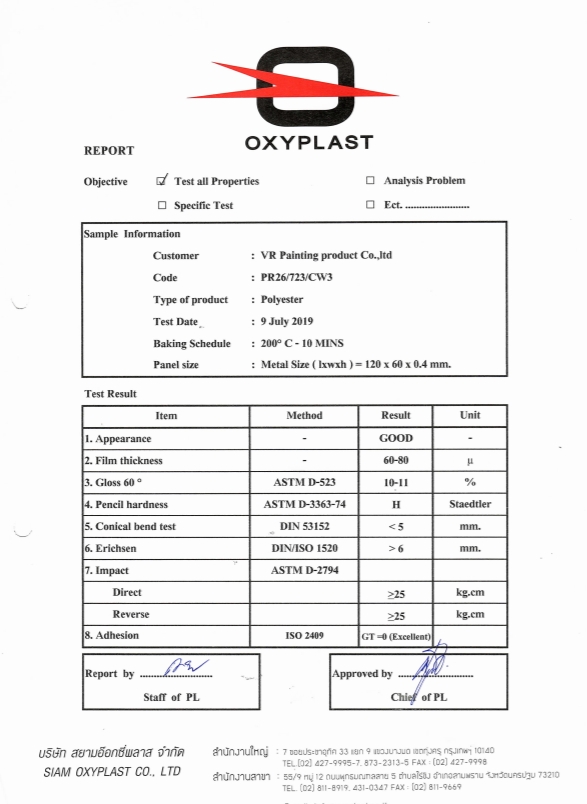 OXYPLAST
REPORT
Objective ☑ Test all Properties ☐ Analysis Problem
☐ Specific Test ☐ Ect. ........................
Sample Information
Customer : VR Painting product Co.,ltd
Code : PR26/723/CW3
Type of product : Polyester
Test Date : 9 July 2019
Baking Schedule : 200° C - 10 MINS
Panel size : Metal Size ( lxwxh ) = 120 x 60 x 0.4 mm.
Test Result
Item Method Result Unit
1. Appearance - GOOD -
2. Film thickness - 60-80 µ
3. Gloss 60 ° ASTM D-523 10-11 %
4. Pencil hardness ASTM D-3363-74 H Staedtler
5. Conical bend test DIN 53152 < 5 mm.
6. Erichsen DIN/ISO 1520 > 6 mm.
7. Impact ASTM D-2794
Direct ≥25 kg.cm
Reverse ≥25 kg.cm
8. Adhesion ISO 2409 GT =0 (Excellent)
Report by ........................ Approved by ........................
Staff of PL Chief of PL
บริษัท สยามอ๊อกซี่พลาส จำกัด สำนักงานใหญ่ : 7 ซอยประชาอุทิศ 33 แยก 9 แขวงบางมด เขตทุ่งครุ กรุงเทพฯ 10140
SIAM OXYPLAST CO., LTD TEL.(02) 427-9995-7, 873-2313-5 FAX : (02) 427-9998
สำนักงานสาขา : 55/9 หมู่ 12 ถนนพุทธมณฑลสาย 5 ตำบลไร่ขิง อำเภอสามพราน จังหวัดนครปฐม 73210
TEL. (02) 811-8919, 431-0347 FAX : (02) 811-9669